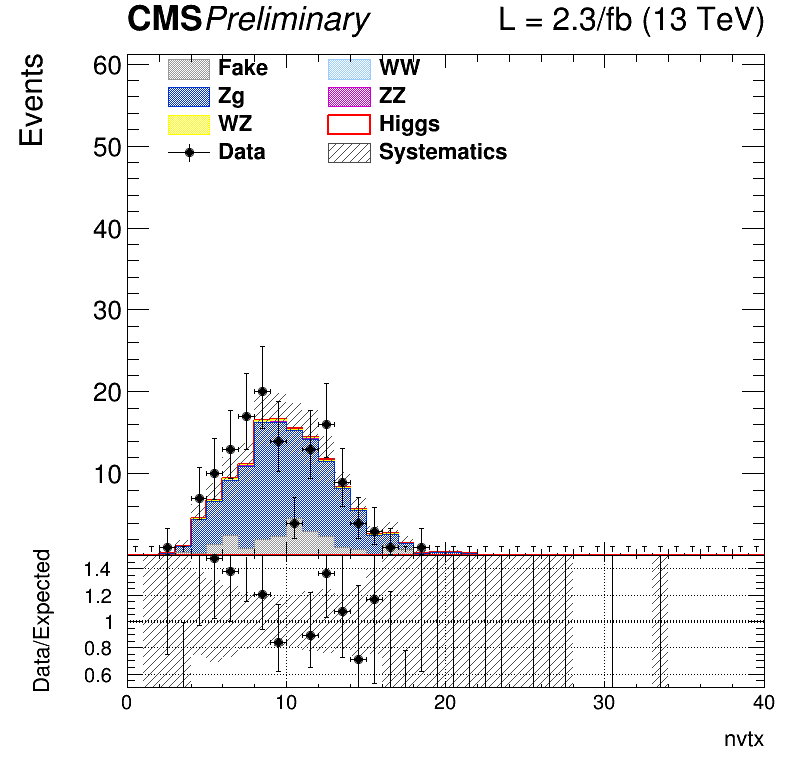 CMS Preliminary L = 2.3/fb (13 TeV)
Events
60
50
40
30
20
10
Fake WW
Zg ZZ
WZ Higgs
Data Systematics
Data/Expected
1.4
1.2
1
0.8
0.6
0 10 20 30 40
nvtx